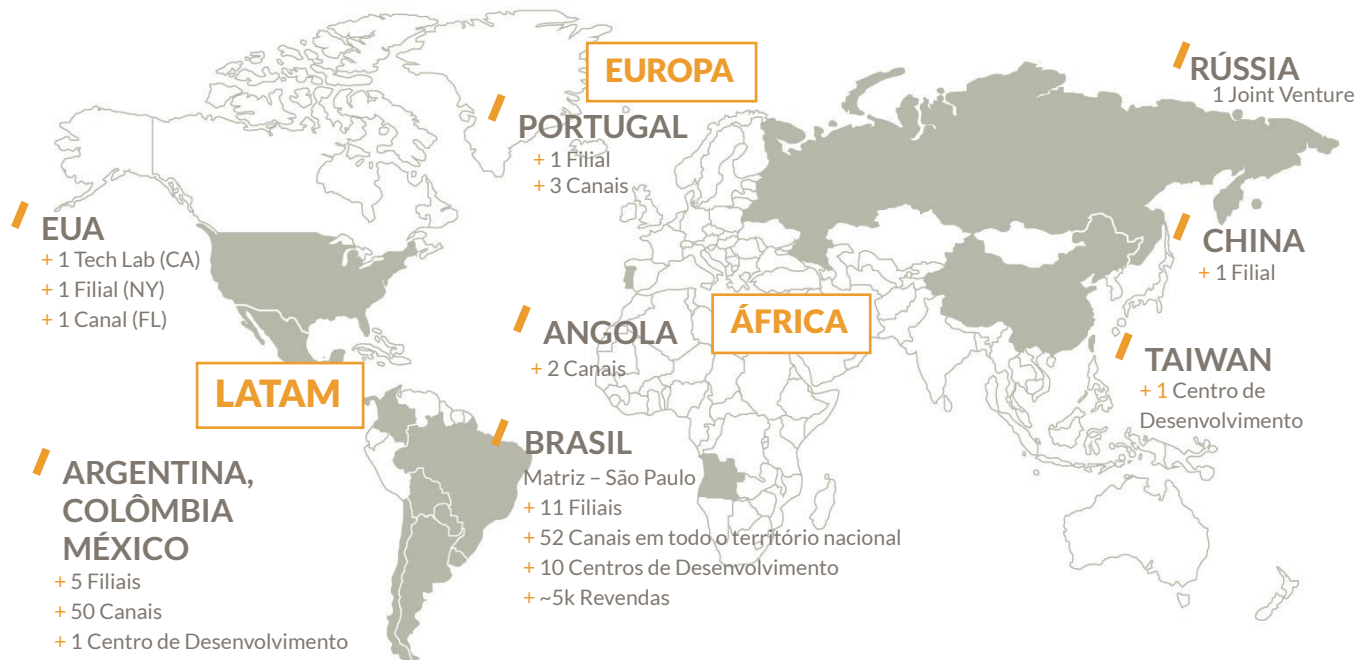 EUROPA
RÚSSIA
1 Joint Venture
PORTUGAL
+ 1 Filial
+ 3 Canais
EUA
+ 1 Tech Lab (CA)
+ 1 Filial (NY)
+ 1 Canal (FL)
CHINA
+ 1 Filial
ÁFRICA
ANGOLA
+ 2 Canais
TAIWAN
+ 1 Centro de
Desenvolvimento
LATAM
BRASIL
Matriz – São Paulo
+ 11 Filiais
+ 52 Canais em todo o território nacional
+ 10 Centros de Desenvolvimento
+ ~5k Revendas
ARGENTINA,
COLÔMBIA
MÉXICO
+ 5 Filiais
+ 50 Canais
+ 1 Centro de Desenvolvimento